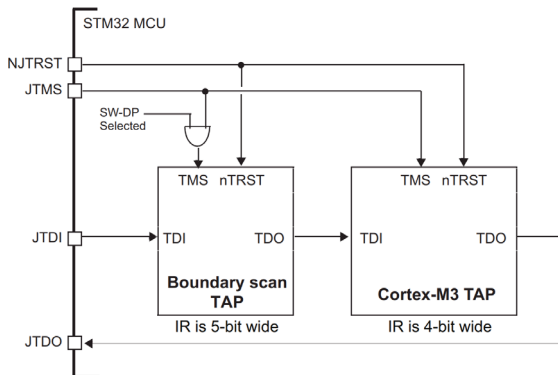 STM32 MCU
NJTRST
JTMS
SW-DP
Selected
TMS nTRST
TMS nTRST
JTDI
TDI
TDO
TDI
TDO
Boundary scan
TAP
Cortex-M3 TAP
IR is 5-bit wide
IR is 4-bit wide
JTDO